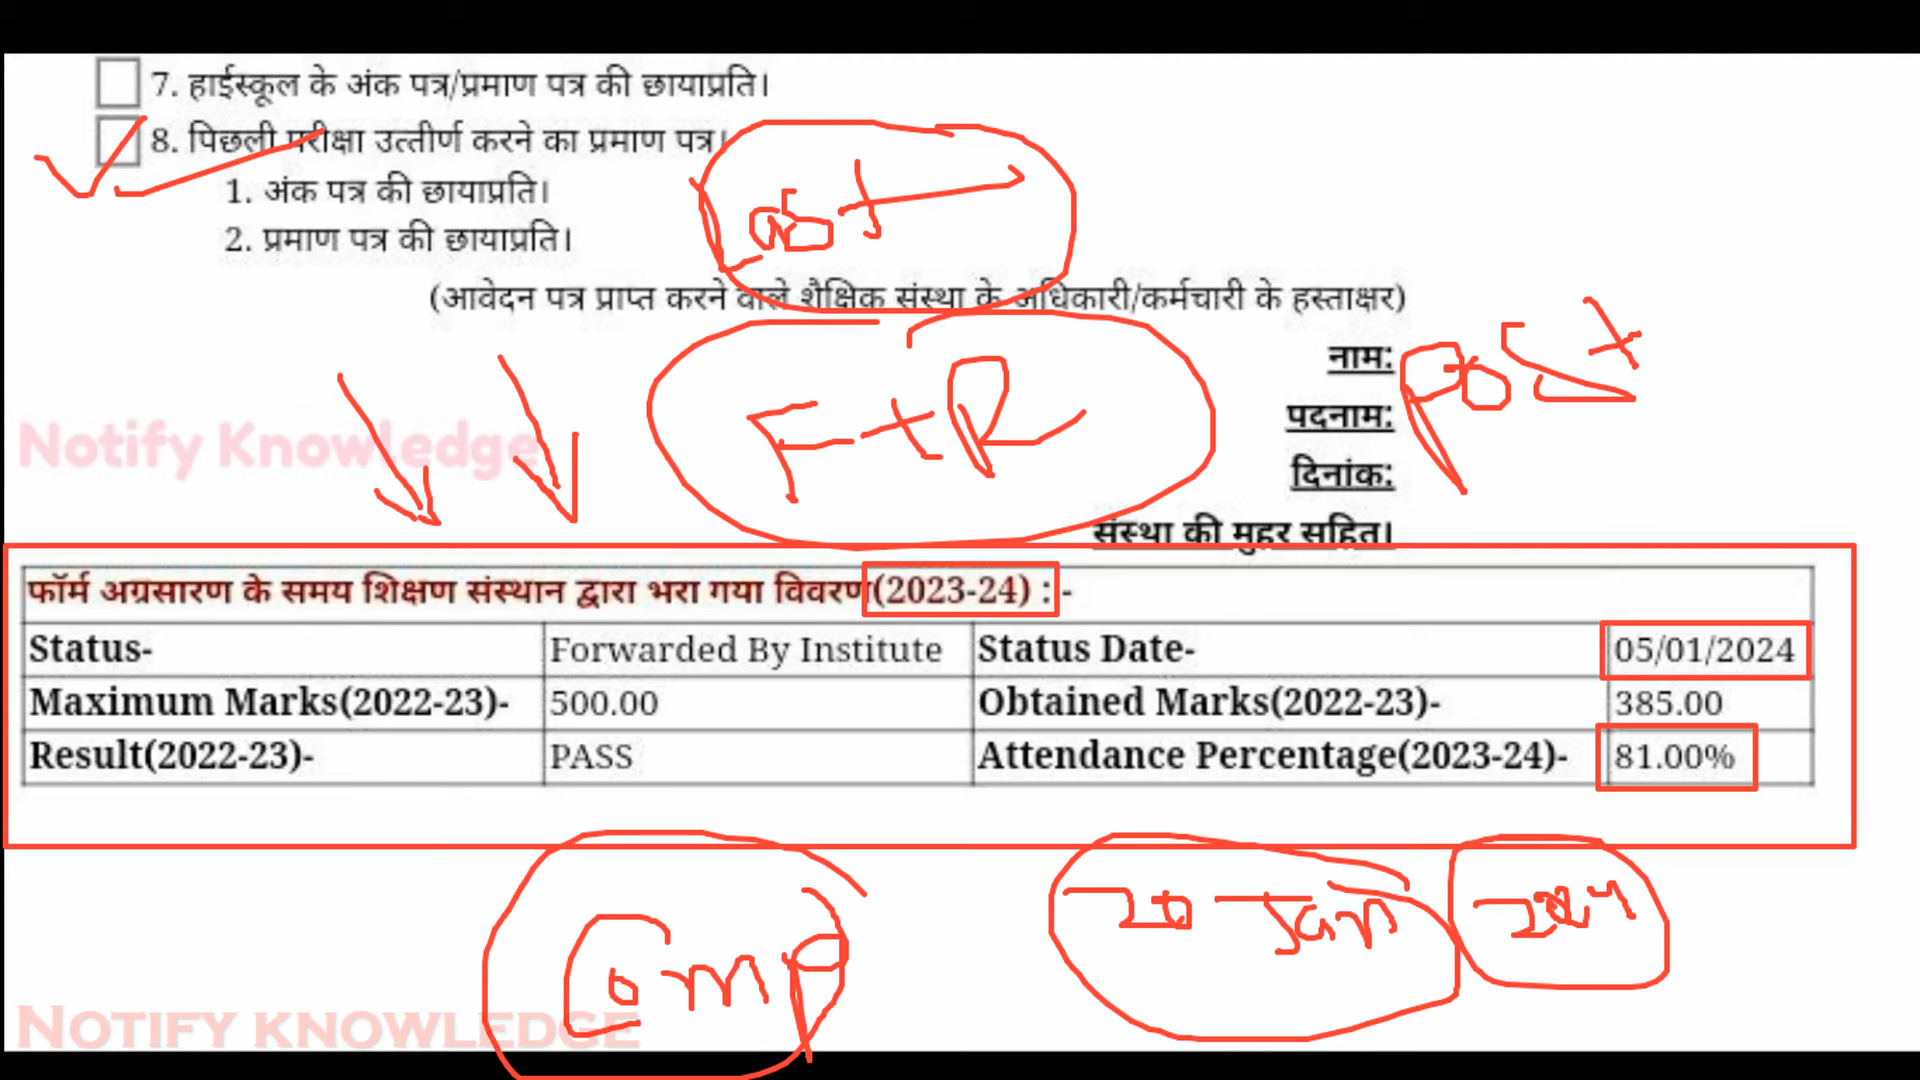 7. हाईस्कूल के अंक पत्र/प्रमाण पत्र की छायाप्रति।
8. पिछली परीक्षा उत्तीर्ण करने का प्रमाण पत्र।
1. अंक पत्र की छायाप्रति।
2. प्रमाण पत्र की छायाप्रति।
(आवेदन पत्र प्राप्त करने वाले शैक्षिक संस्था के अधिकारी/कर्मचारी के हस्ताक्षर)
नाम:
Post
पदनाम:
F+R
Notify Knowledge
दिनांक:
संस्था की मुहर सहित।
फॉर्म अग्रसारण के समय शिक्षण संस्थान द्वारा भरा गया विवरण(2023-24) :-
Status- Forwarded By Institute Status Date- 05/01/2024
Maximum Marks(2022-23)- 500.00 Obtained Marks(2022-23)- 385.00
Result(2022-23)- PASS Attendance Percentage(2023-24)- 81.00%
20 Jan
NOTIFY KNOWLEDGE